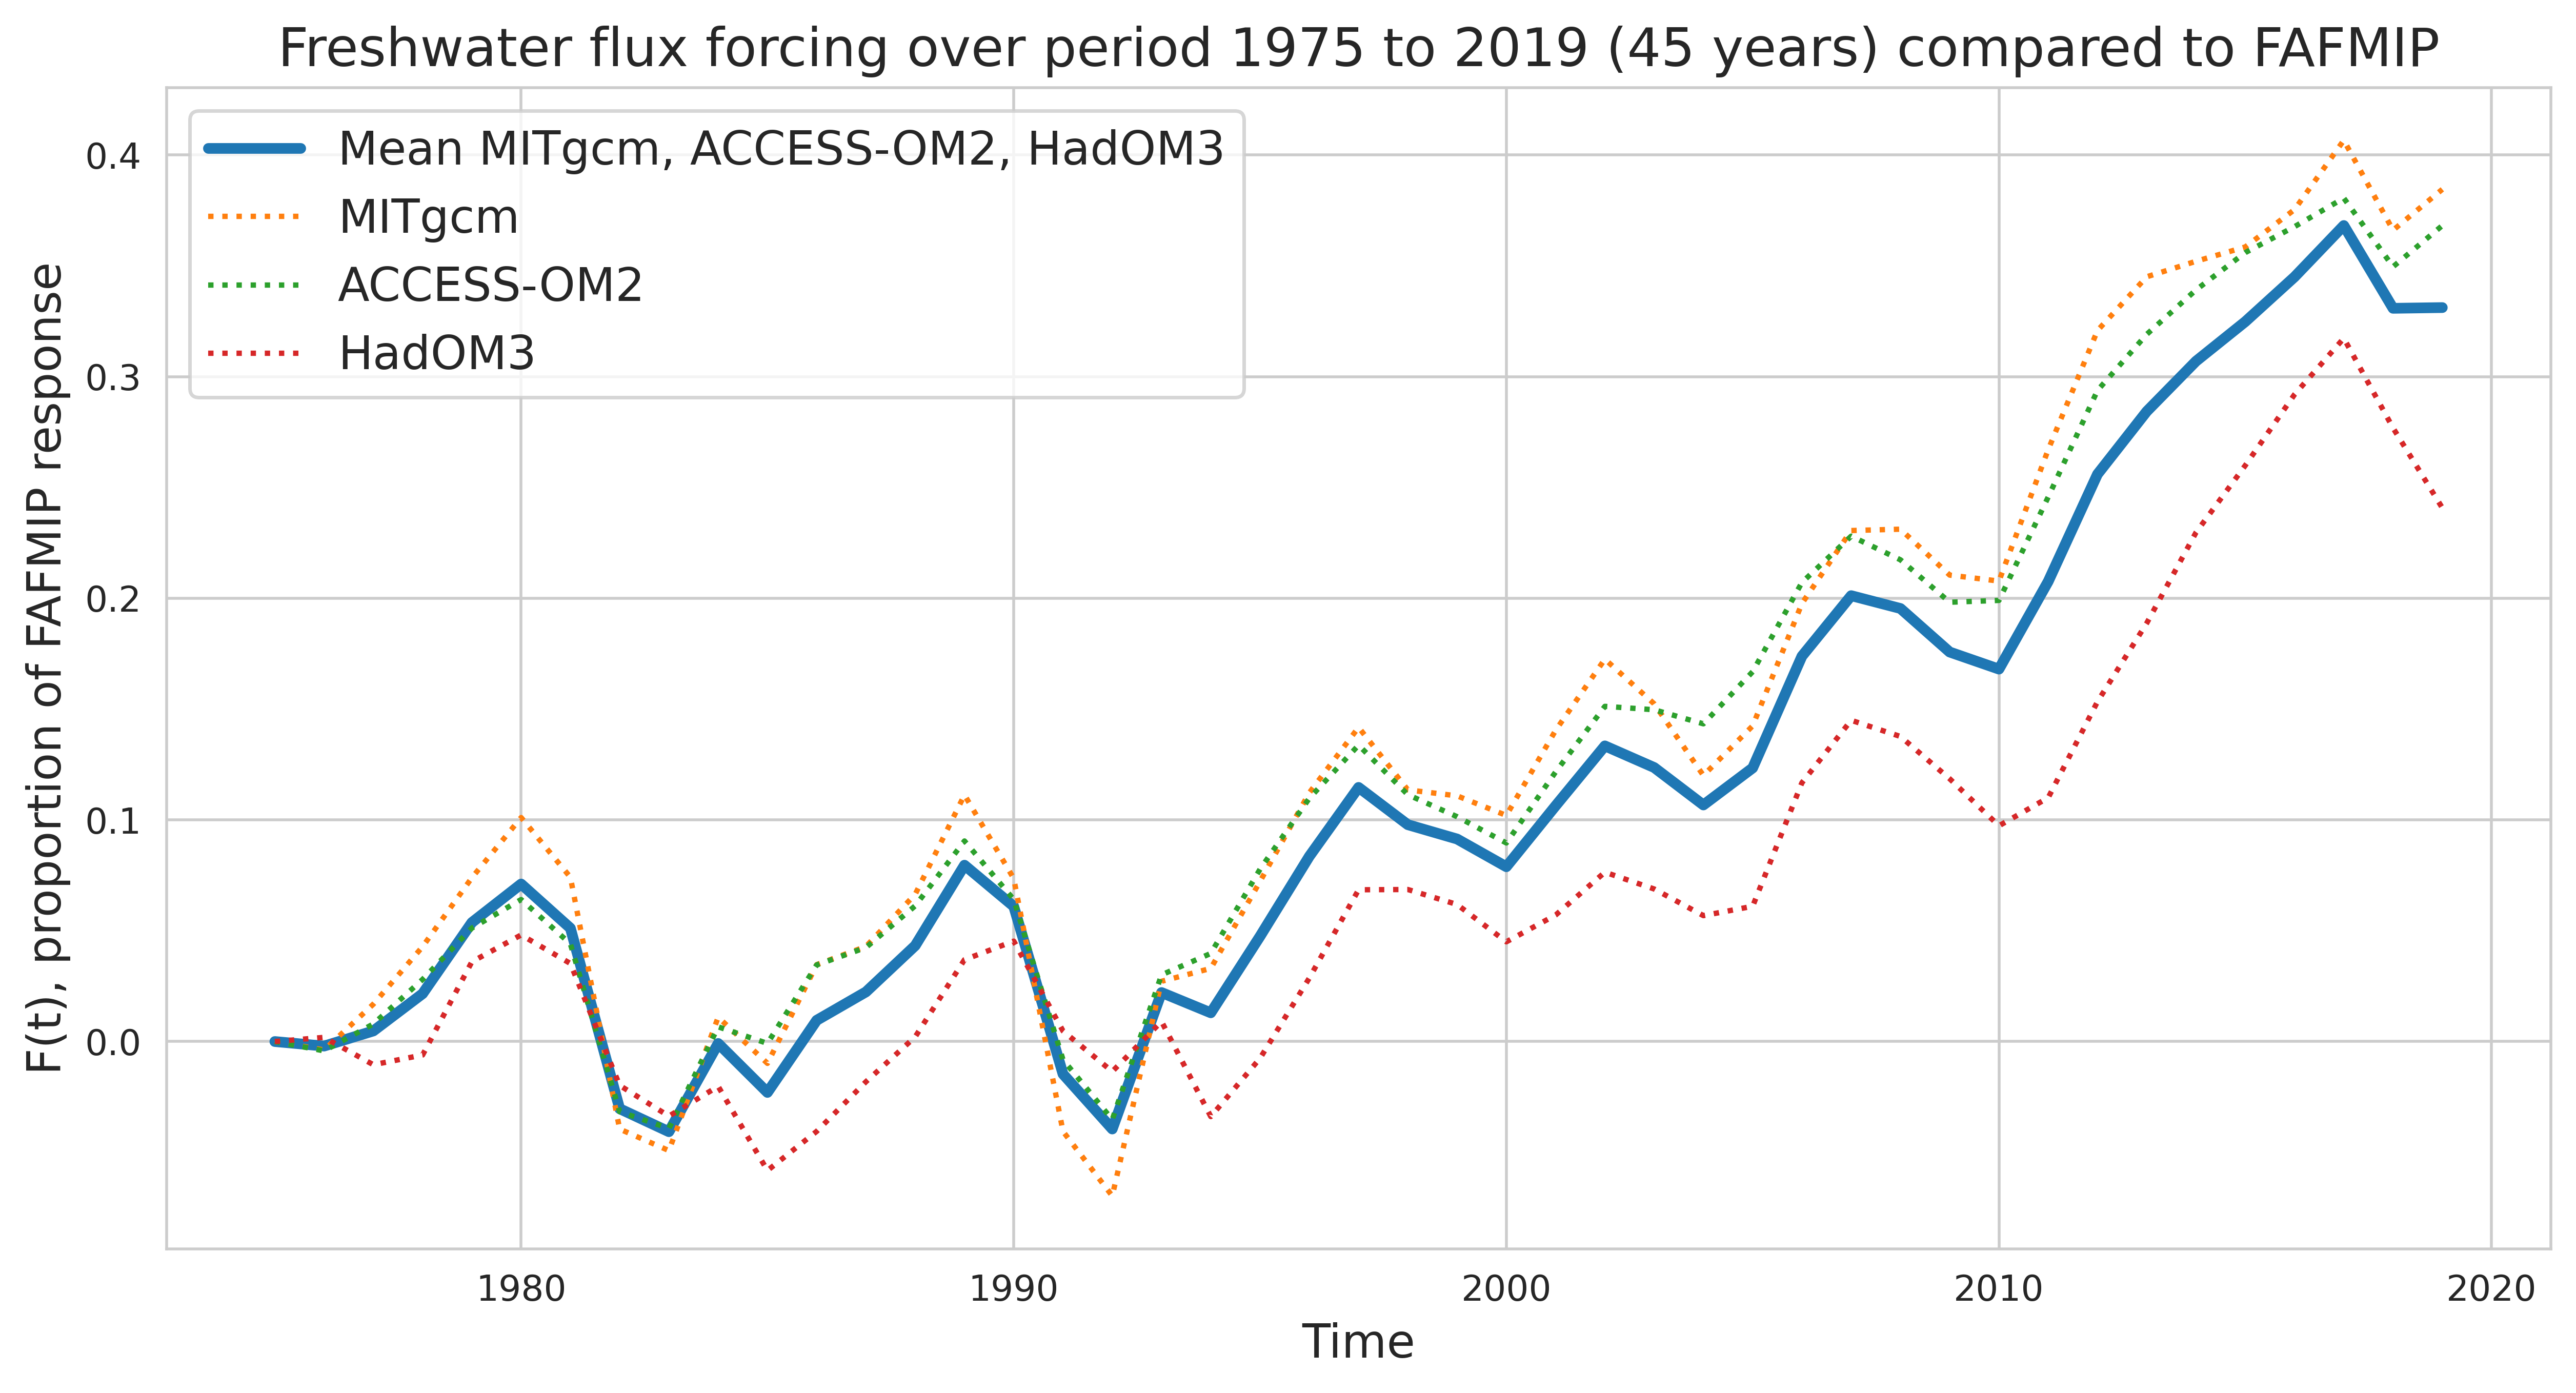 Freshwater flux forcing over period 1975 to 2019 (45 years) compared to FAFMIP
Mean MITgcm, ACCESS-OM2, HadOM3
MITgcm
ACCESS-OM2
HadOM3
F(t), proportion of FAFMIP response
0.4
0.3
0.2
0.1
0.0
1980
1990
2000
2010
2020
Time